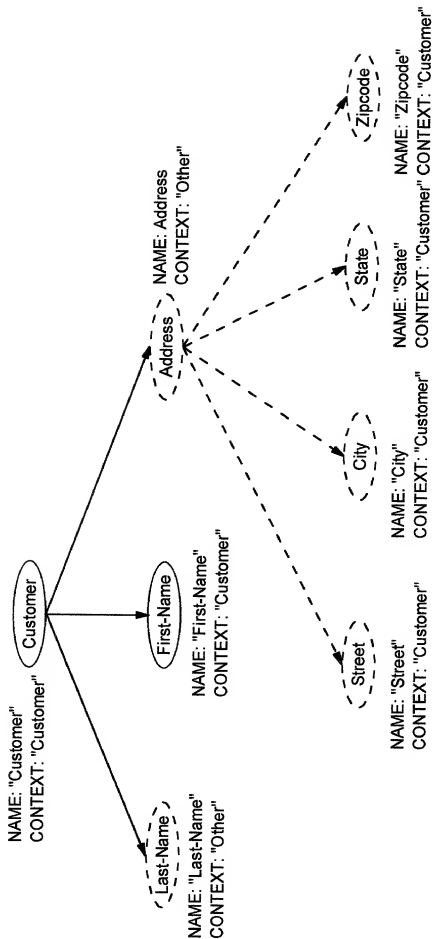 NAME: "Customer"
CONTEXT: "Customer"
Customer
Last-Name
NAME: "Last-Name"
CONTEXT: "Other"
First-Name
NAME: "First-Name"
CONTEXT: "Customer"
Address
NAME: Address
CONTEXT: "Other"
Street
NAME: "Street"
CONTEXT: "Customer"
City
NAME: "City"
CONTEXT: "Customer"
State
NAME: "State"
CONTEXT: "Customer"
Zipcode
NAME: "Zipcode"
CONTEXT: "Customer"